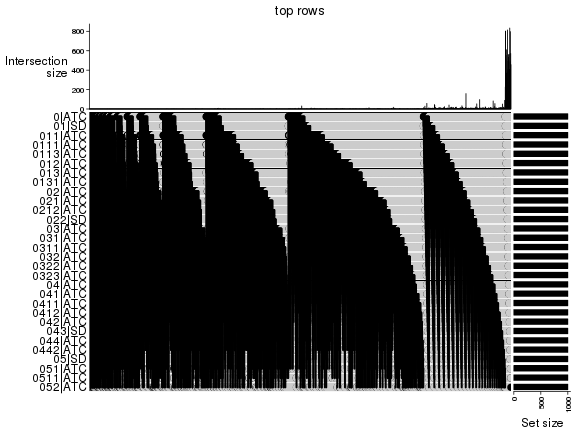 top rows
Intersection
size
800
600
400
200
0
0|ATC
01|SD
011|ATC
0111|ATC
0113|ATC
012|ATC
013|ATC
0131|ATC
02|ATC
021|ATC
0212|ATC
022|SD
03|ATC
031|ATC
0311|ATC
032|ATC
0322|ATC
0323|ATC
04|ATC
041|ATC
0411|ATC
0412|ATC
042|ATC
043|SD
044|ATC
0442|ATC
05|SD
051|ATC
0511|ATC
052|ATC
0
500
1000
Set size